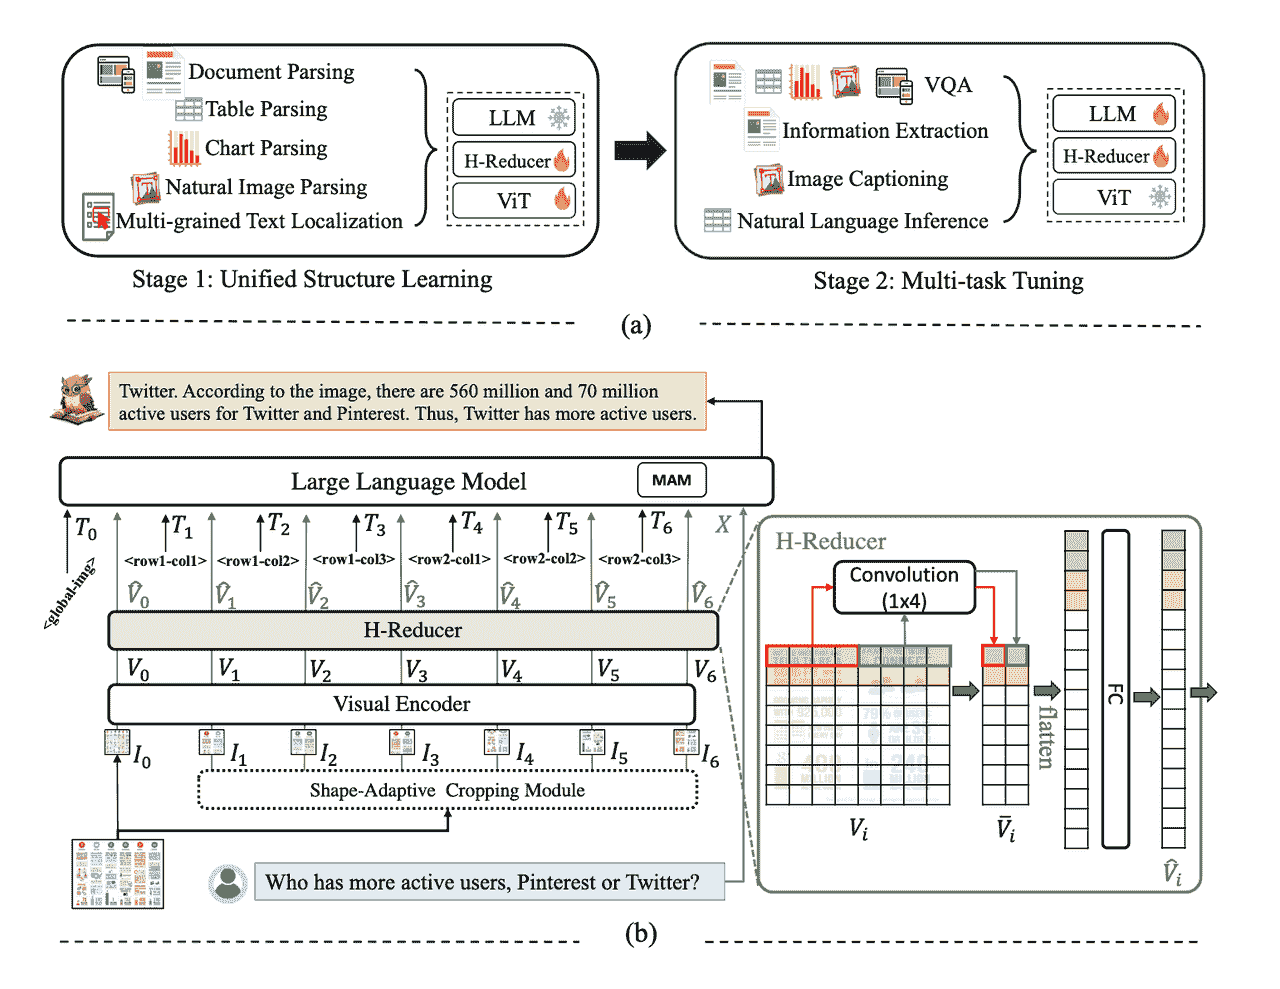 Document Parsing
Table Parsing
Chart Parsing
Natural Image Parsing
Multi-grained Text Localization
LLM
H-Reducer
ViT
Stage 1: Unified Structure Learning
VQA
Information Extraction
Image Captioning
Natural Language Inference
LLM
H-Reducer
ViT
Stage 2: Multi-task Tuning
(a)
Twitter. According to the image, there are 560 million and 70 million
active users for Twitter and Pinterest. Thus, Twitter has more active users.
Large Language Model
MAM
T₀ T₁ T₂ T₃ T₄ T₅ T₆ X
<global-img> <row1-col1> <row1-col2> <row1-col3> <row2-col1> <row2-col2> <row2-col3>
V̂₀ V̂₁ V̂₂ V̂₃ V̂₄ V̂₅ V̂₆
H-Reducer
V₀ V₁ V₂ V₃ V₄ V₅ V₆
Visual Encoder
I₀ I₁ I₂ I₃ I₄ I₅ I₆
Shape-Adaptive Cropping Module
Who has more active users, Pinterest or Twitter?
H-Reducer
Convolution
(1x4)
flatten
FC
Vᵢ
V̄ᵢ
V̂ᵢ
(b)